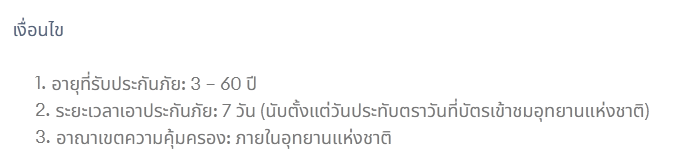 เงื่อนไข
1. อายุที่รับประกันภัย: 3 – 60 ปี
2. ระยะเวลาเอาประกันภัย: 7 วัน (นับตั้งแต่วันประทับตราวันที่บัตรเข้าชมอุทยานแห่งชาติ)
3. อาณาเขตความคุ้มครอง: ภายในอุทยานแห่งชาติ